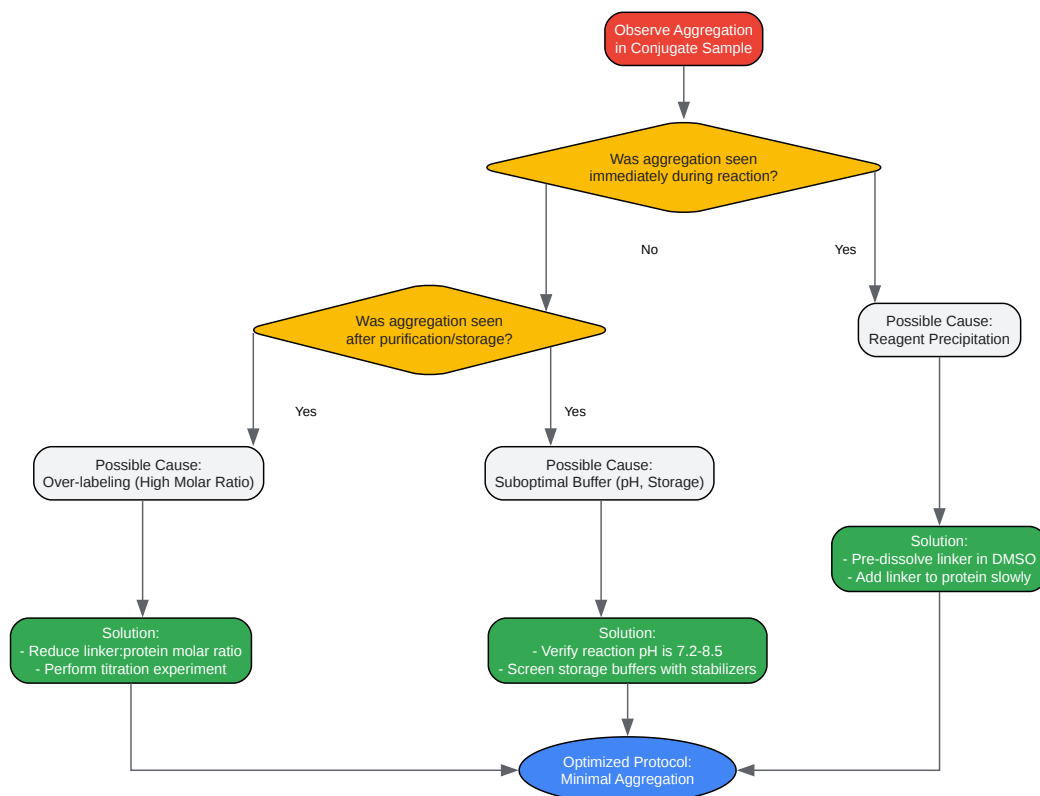 Observe Aggregation
in Conjugate Sample
Was aggregation seen
immediately during reaction?
No
Yes
Was aggregation seen
after purification/storage?
Possible Cause:
Reagent Precipitation
Yes
Yes
Possible Cause:
Over-labeling (High Molar Ratio)
Possible Cause:
Suboptimal Buffer (pH, Storage)
Solution:
- Pre-dissolve linker in DMSO
- Add linker to protein slowly
Solution:
- Reduce linker:protein molar ratio
- Perform titration experiment
Solution:
- Verify reaction pH is 7.2-8.5
- Screen storage buffers with stabilizers
Optimized Protocol:
Minimal Aggregation